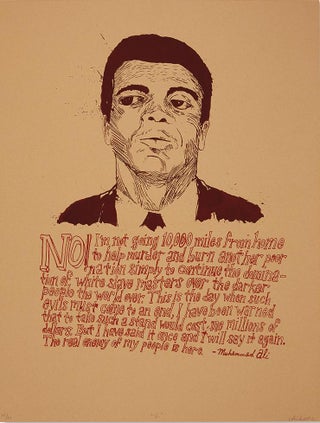 NO! I'm not going 10,000 miles from home
to help murder and burn another poor
nation simply to continue the domina-
tion of white slave masters over the darker
people the world over. This is the day when such
evils must come to an end, I have been warned
that to take such a stand would cost me millions of
dollars. But I have said it once and I will say it again.
The real enemy of my people is here. - Muhammad Ali